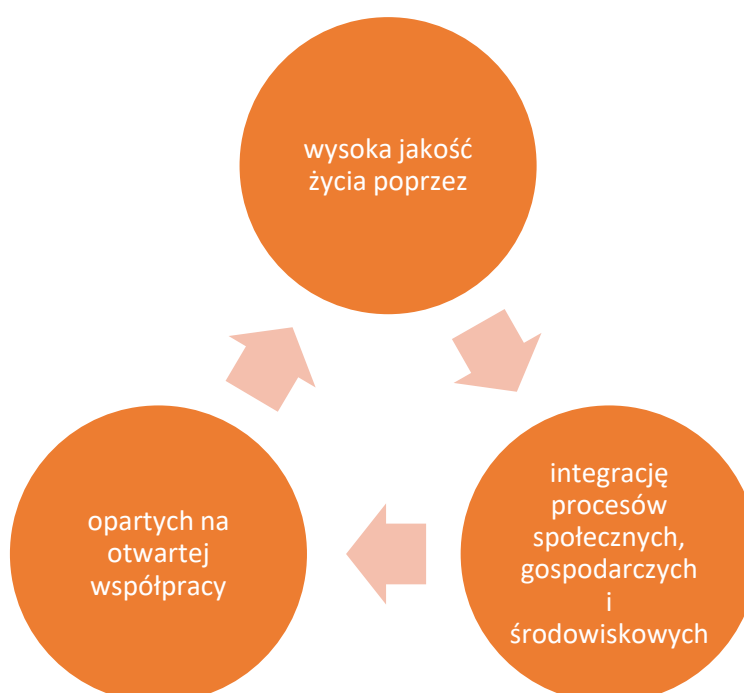 wysoka jakość
życia poprzez
integrację
procesów
społecznych,
gospodarczych
i
środowiskowych
opartych na
otwartej
współpracy